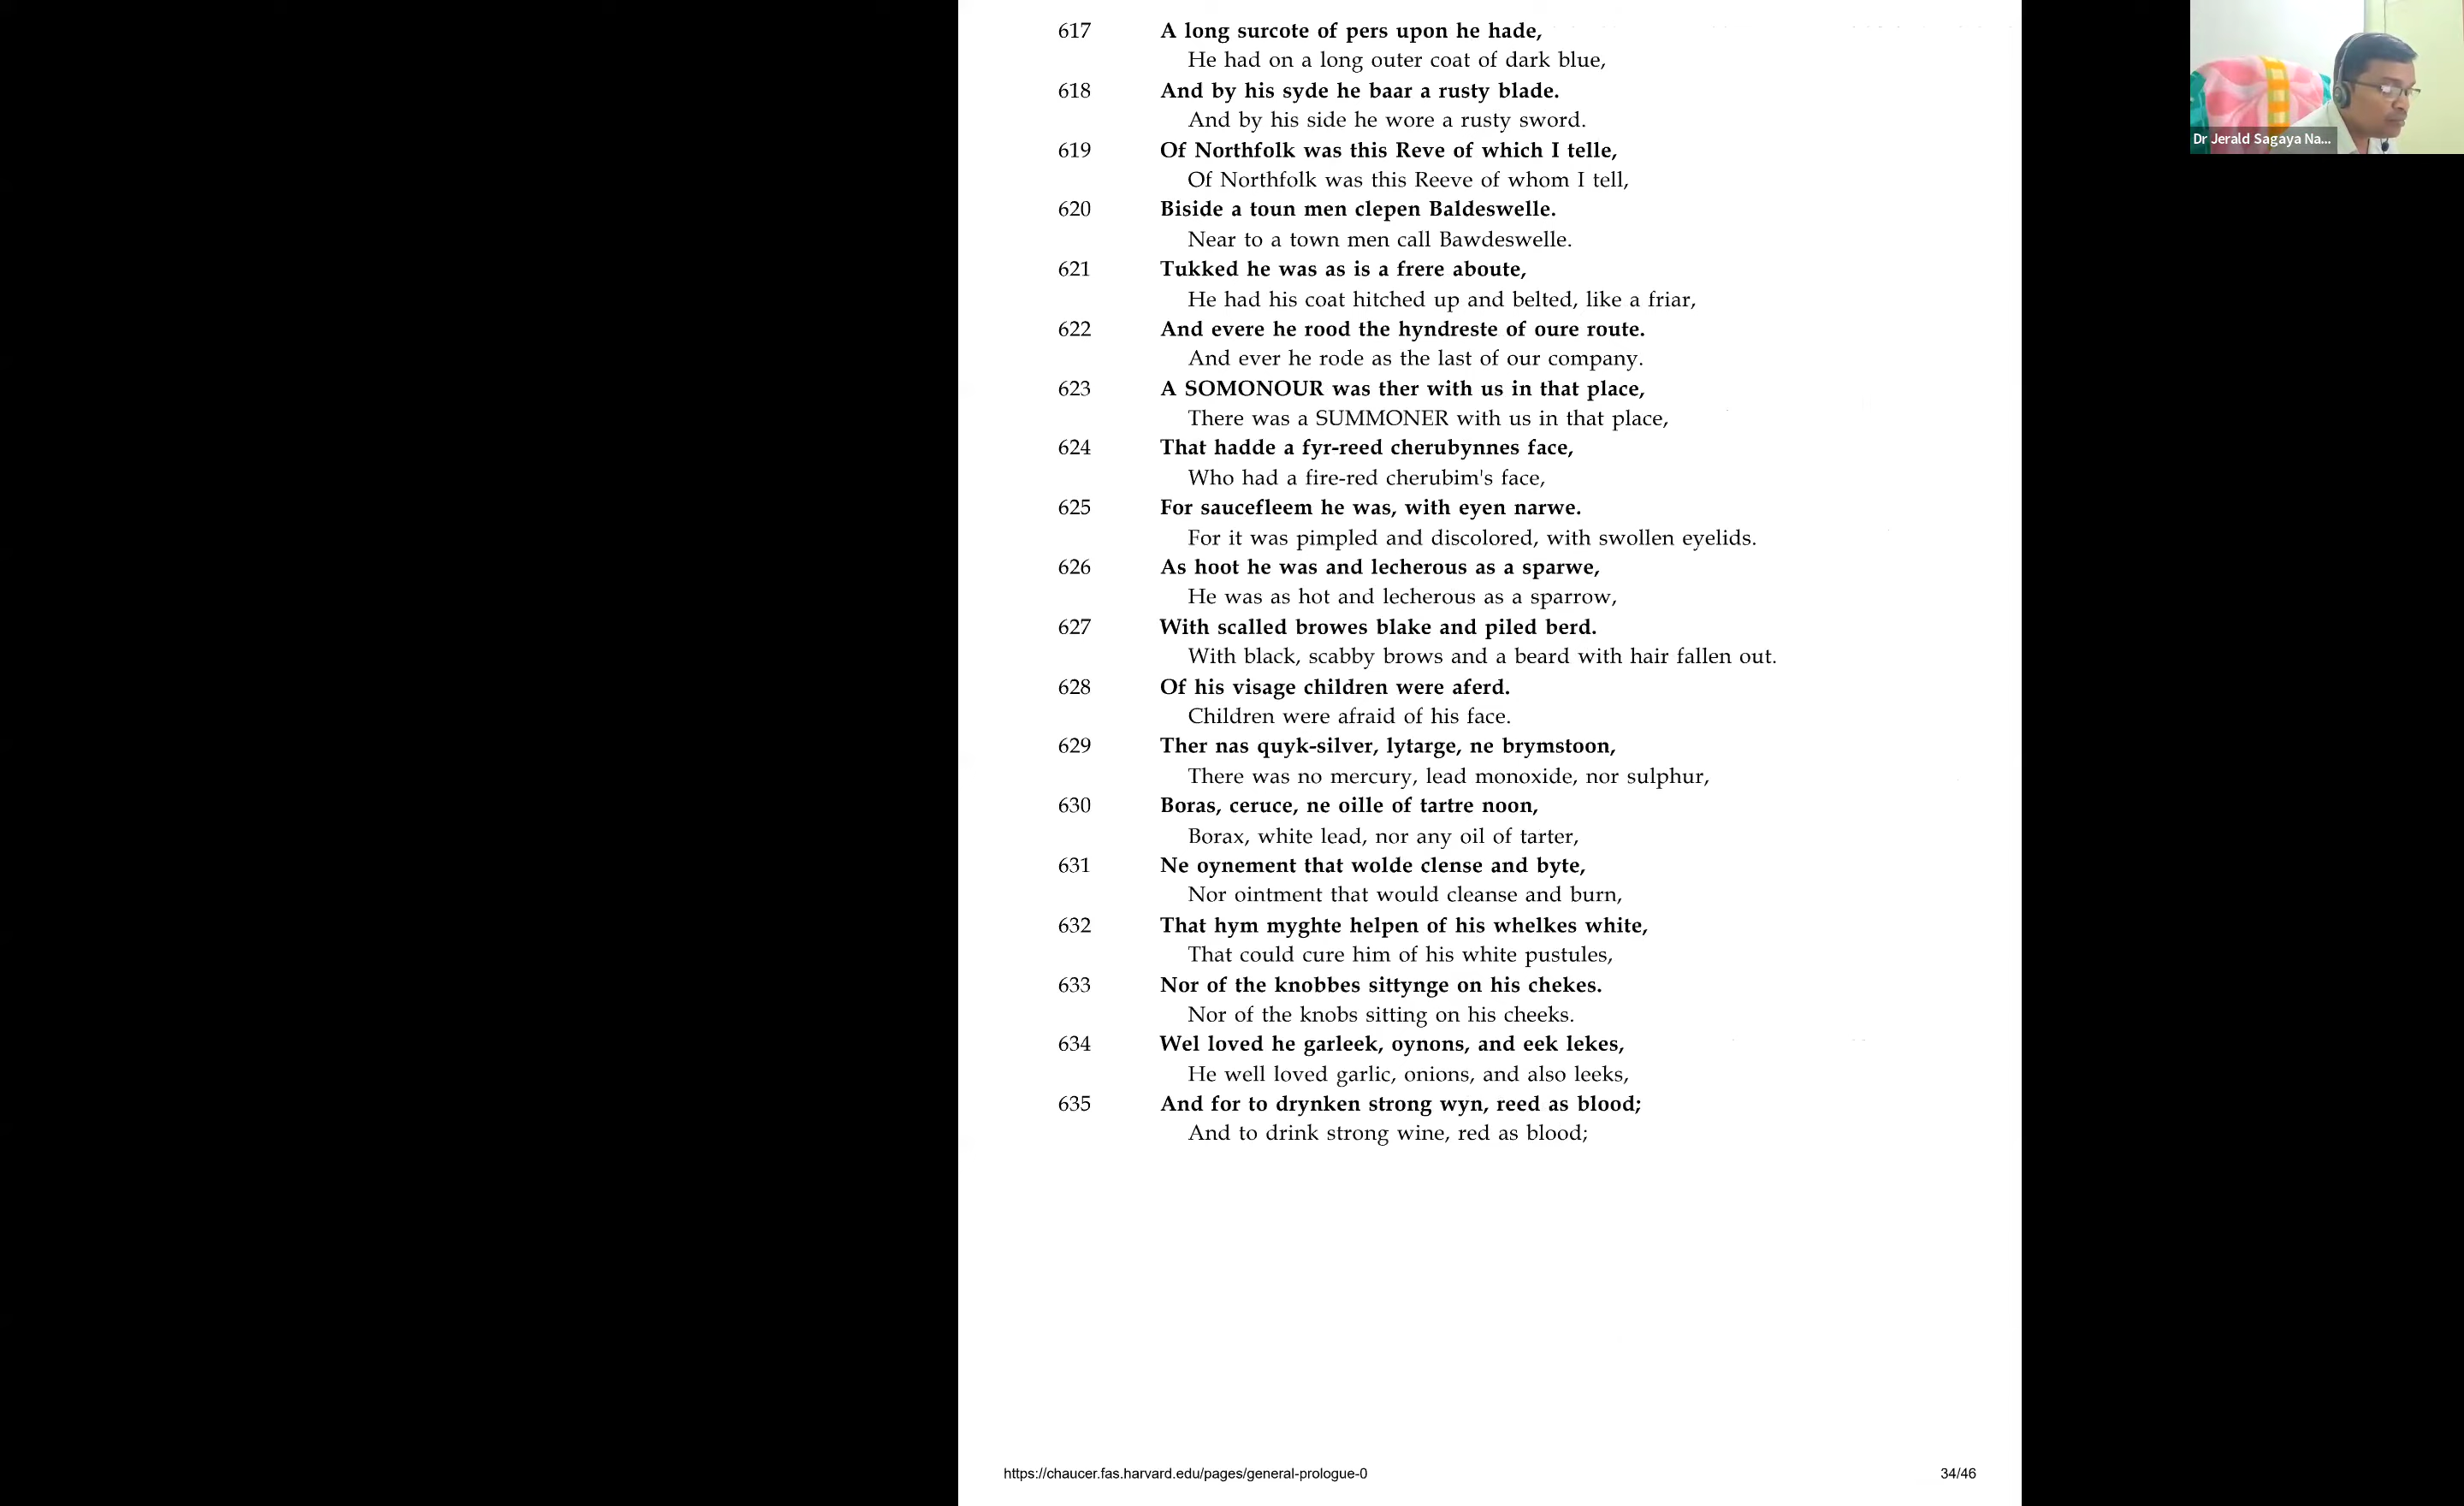 617 A long surcote of pers upon he hade,
He had on a long outer coat of dark blue,
618 And by his syde he baar a rusty blade.
And by his side he wore a rusty sword.
619 Of Northfolk was this Reve of which I telle,
Of Northfolk was this Reeve of whom I tell,
620 Biside a toun men clepen Baldeswelle.
Near to a town men call Bawdeswelle.
621 Tukked he was as is a frere aboute,
He had his coat hitched up and belted, like a friar,
622 And evere he rood the hyndreste of oure route.
And ever he rode as the last of our company.
623 A SOMONOUR was ther with us in that place,
There was a SUMMONER with us in that place,
624 That hadde a fyr-reed cherubynnes face,
Who had a fire-red cherubim's face,
625 For saucefleem he was, with eyen narwe.
For it was pimpled and discolored, with swollen eyelids.
626 As hoot he was and lecherous as a sparwe,
He was as hot and lecherous as a sparrow,
627 With scalled browes blake and piled berd.
With black, scabby brows and a beard with hair fallen out.
628 Of his visage children were aferd.
Children were afraid of his face.
629 Ther nas quyk-silver, lytarge, ne brymstoon,
There was no mercury, lead monoxide, nor sulphur,
630 Boras, ceruce, ne oille of tartre noon,
Borax, white lead, nor any oil of tarter,
631 Ne oynement that wolde clense and byte,
Nor ointment that would cleanse and burn,
632 That hym myghte helpen of his whelkes white,
That could cure him of his white pustules,
633 Nor of the knobbes sittynge on his chekes.
Nor of the knobs sitting on his cheeks.
634 Wel loved he garleek, oynons, and eek lekes,
He well loved garlic, onions, and also leeks,
635 And for to drynken strong wyn, reed as blood;
And to drink strong wine, red as blood;
https://chaucer.fas.harvard.edu/pages/general-prologue-0 34/46
Dr Jerald Sagaya Na...